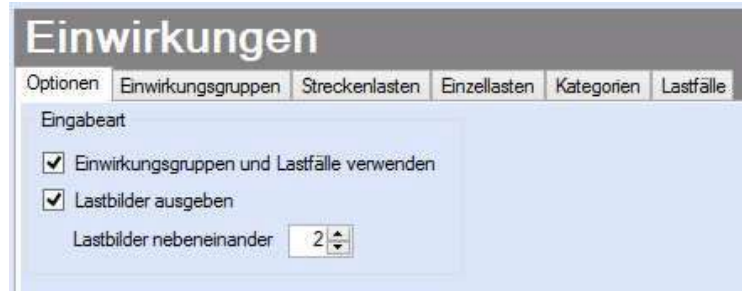 Einwirkungen
Optionen Einwirkungsgruppen Streckenlasten Einzellasten Kategorien Lastfälle
Eingabeart
Einwirkungsgruppen und Lastfälle verwenden
Lastbilder ausgeben
Lastbilder nebeneinander 2